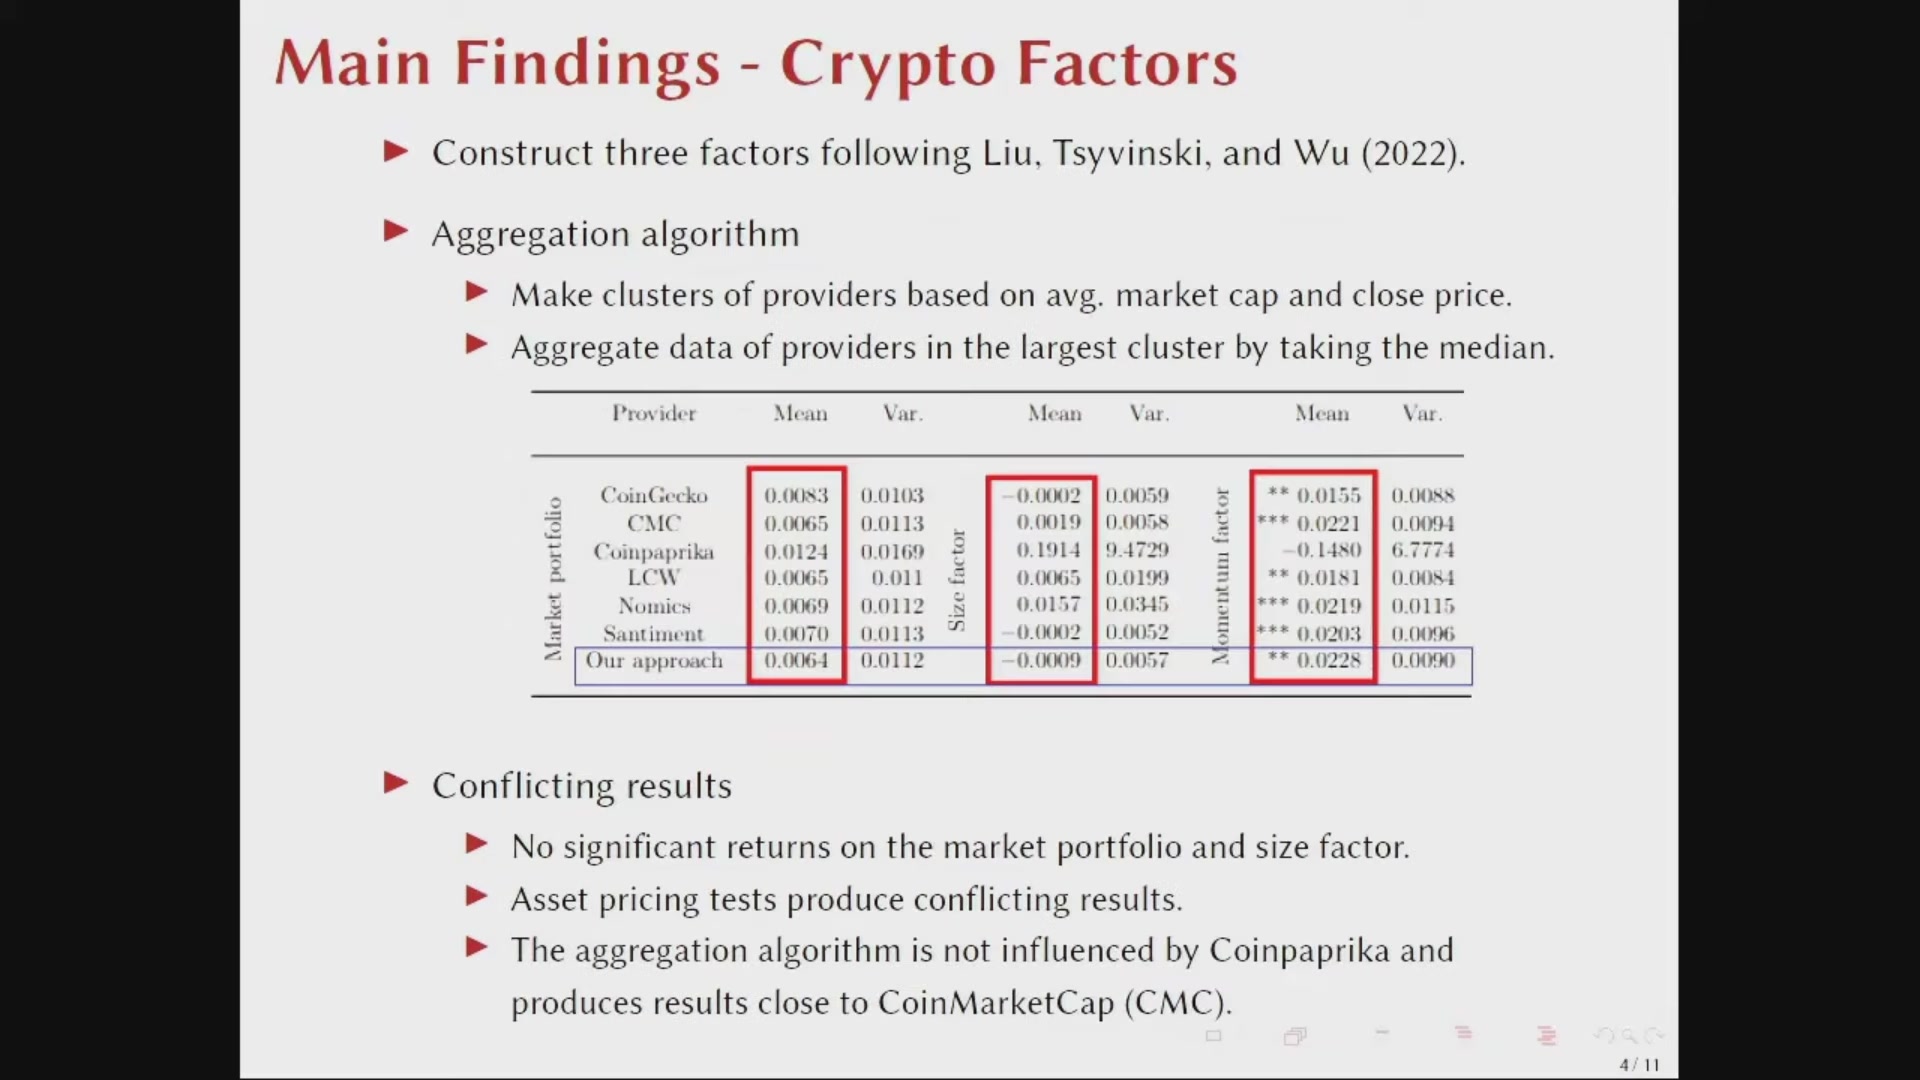 Main Findings - Crypto Factors
► Construct three factors following Liu, Tsyvinski, and Wu (2022).
► Aggregation algorithm
► Make clusters of providers based on avg. market cap and close price.
► Aggregate data of providers in the largest cluster by taking the median.
Provider Mean Var. Mean Var. Mean Var.
Market portfolio
Size factor
Momentum factor
CoinGecko 0.0083 0.0103 −0.0002 0.0059 ** 0.0155 0.0088
CMC 0.0065 0.0113 0.0019 0.0058 *** 0.0221 0.0094
Coinpaprika 0.0124 0.0169 0.1914 9.4729 −0.1480 6.7774
LCW 0.0065 0.011 0.0065 0.0199 ** 0.0181 0.0084
Nomics 0.0069 0.0112 0.0157 0.0345 *** 0.0219 0.0115
Santiment 0.0070 0.0113 −0.0002 0.0052 *** 0.0203 0.0096
Our approach 0.0064 0.0112 −0.0009 0.0057 ** 0.0228 0.0090
► Conflicting results
► No significant returns on the market portfolio and size factor.
► Asset pricing tests produce conflicting results.
► The aggregation algorithm is not influenced by Coinpaprika and
produces results close to CoinMarketCap (CMC).
4 / 11